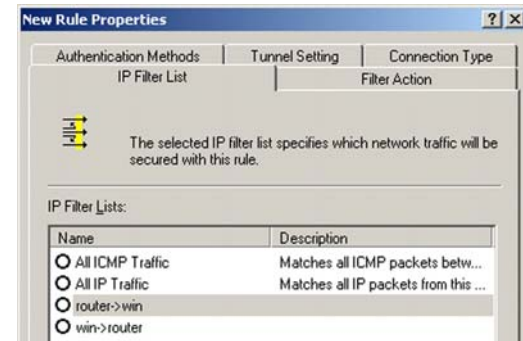 New Rule Properties
Authentication Methods Tunnel Setting Connection Type
IP Filter List Filter Action
The selected IP filter list specifies which network traffic will be
secured with this rule.
IP Filter Lists:
Name Description
All ICMP Traffic Matches all ICMP packets betw...
All IP Traffic Matches all IP packets from this ...
router->win
win->router